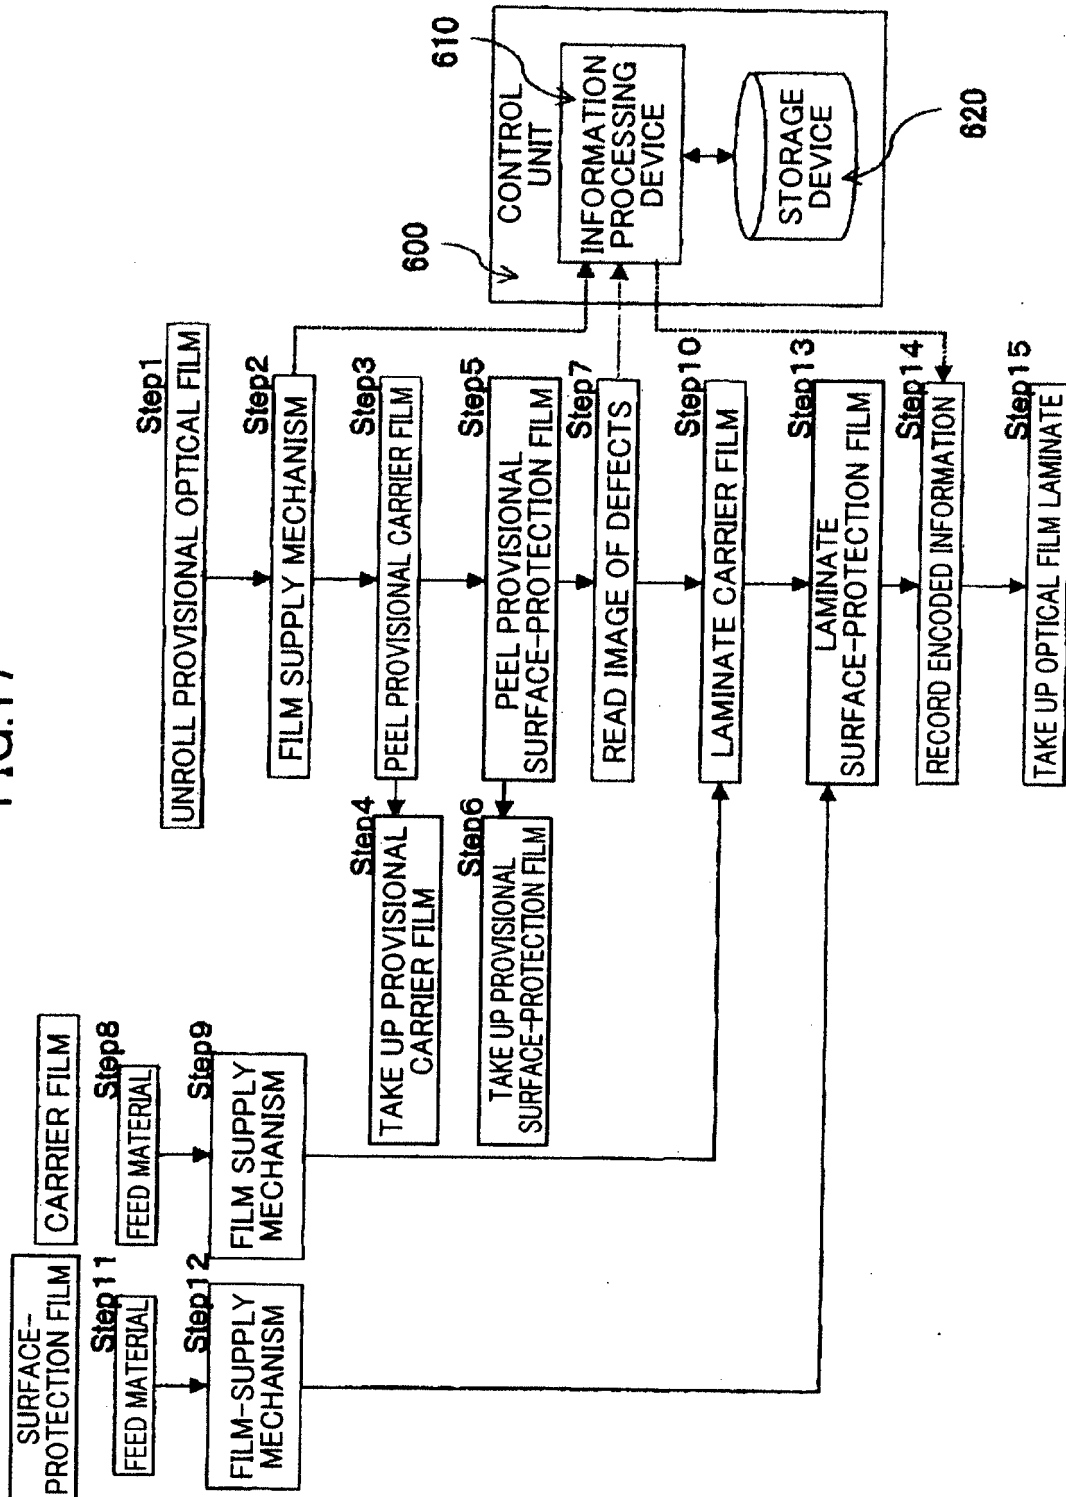 FIG.17
SURFACE-
PROTECTION FILM
Step11
FEED MATERIAL
Step12
FILM-SUPPLY
MECHANISM
CARRIER FILM
Step8
FEED MATERIAL
Step9
FILM SUPPLY
MECHANISM
Step1
UNROLL PROVISIONAL OPTICAL FILM
Step2
FILM SUPPLY MECHANISM
Step3
PEEL PROVISIONAL CARRIER FILM
Step4
TAKE UP PROVISIONAL
CARRIER FILM
Step5
PEEL PROVISIONAL
SURFACE-PROTECTION FILM
Step6
TAKE UP PROVISIONAL
SURFACE-PROTECTION FILM
Step7
READ IMAGE OF DEFECTS
Step10
LAMINATE CARRIER FILM
Step13
LAMINATE
SURFACE-PROTECTION FILM
Step14
RECORD ENCODED INFORMATION
Step15
TAKE UP OPTICAL FILM LAMINATE
600
CONTROL
UNIT
610
INFORMATION
PROCESSING
DEVICE
STORAGE
DEVICE
620